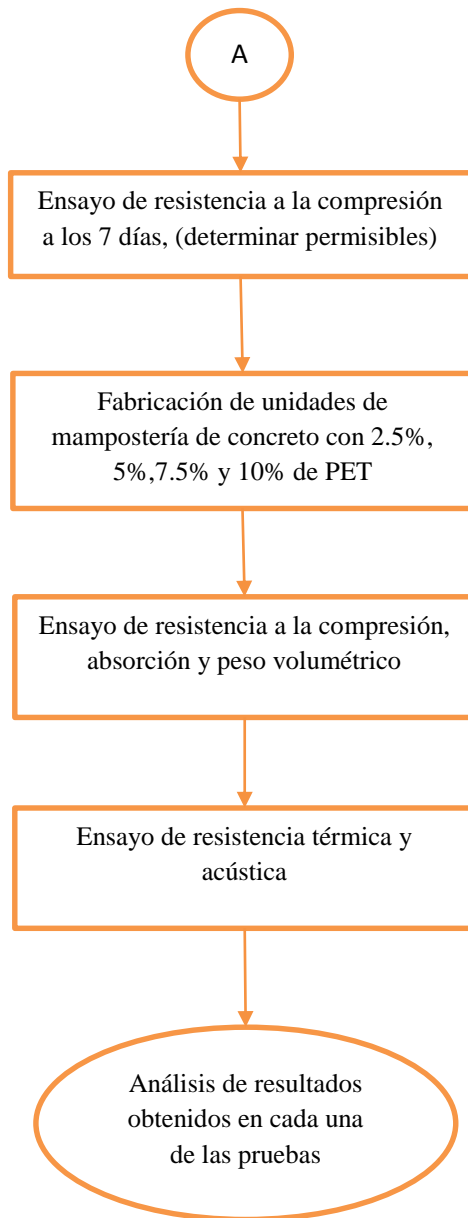 A
Ensayo de resistencia a la compresión
a los 7 días, (determinar permisibles)
Fabricación de unidades de
mampostería de concreto con 2.5%,
5%,7.5% y 10% de PET
Ensayo de resistencia a la compresión,
absorción y peso volumétrico
Ensayo de resistencia térmica y
acústica
Análisis de resultados
obtenidos en cada una
de las pruebas